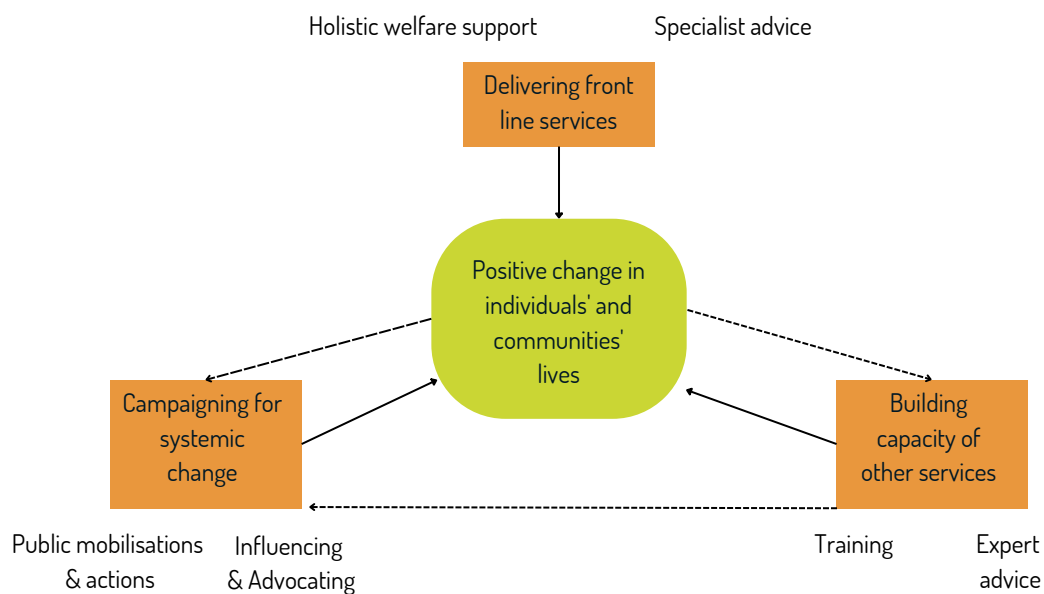 Holistic welfare support
Specialist advice
Delivering front
line services
Positive change in
individuals' and
communities'
lives
Campaigning for
systemic
change
Building
capacity of
other services
Public mobilisations
& actions
Influencing
& Advocating
Training
Expert
advice